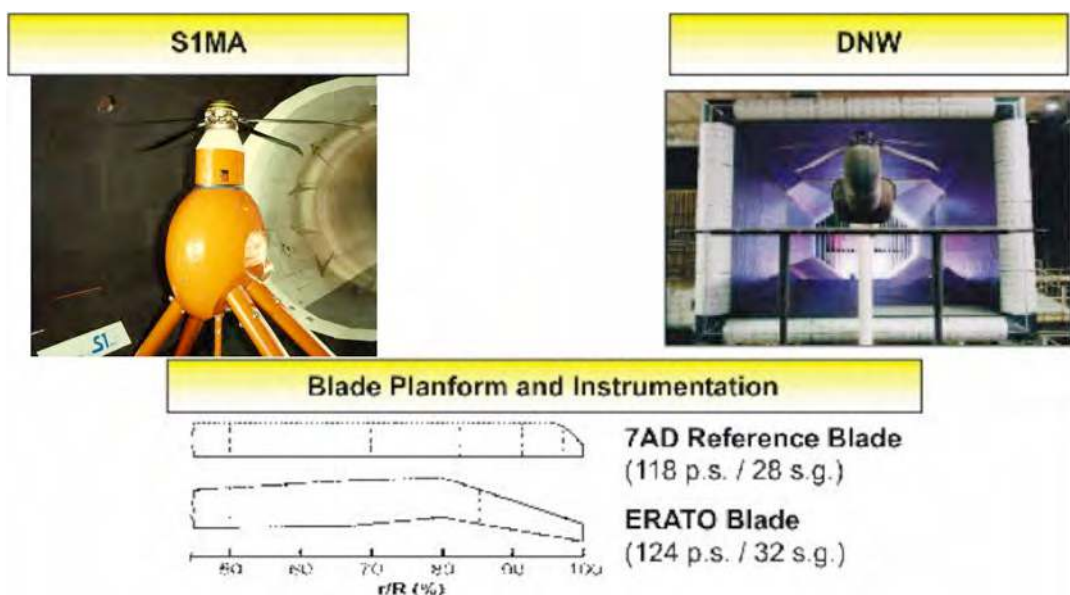 S1MA
DNW
S1
Blade Planform and Instrumentation
7AD Reference Blade
(118 p.s. / 28 s.g.)
ERATO Blade
(124 p.s. / 32 s.g.)
50 60 70 80 90 100
r/R (%)